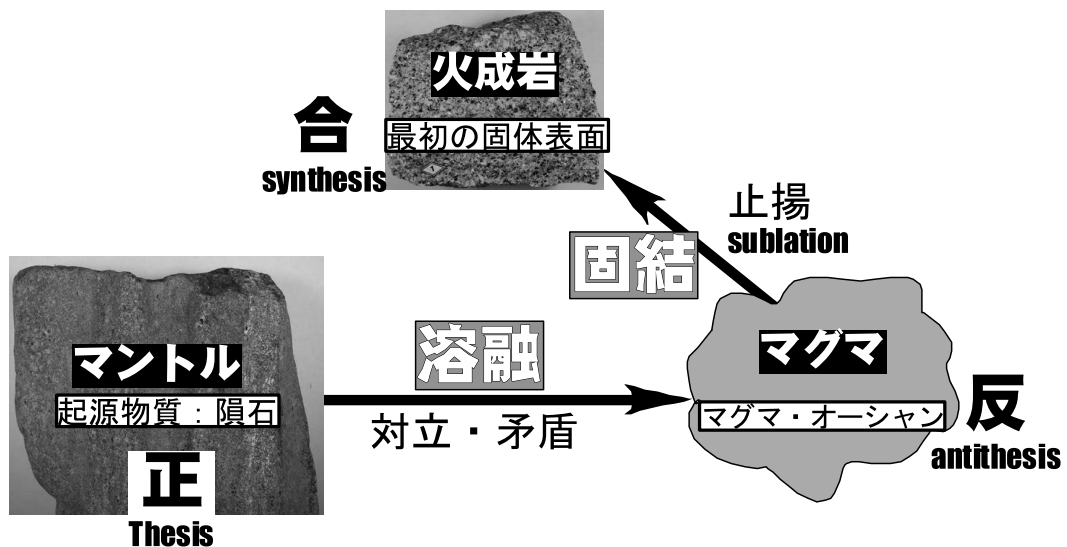 火成岩
最初の固体表面
合
synthesis
止揚
sublation
固結
溶融
対立・矛盾
マントル
起源物質：隕石
正
Thesis
マグマ
マグマ・オーシャン
反
antithesis